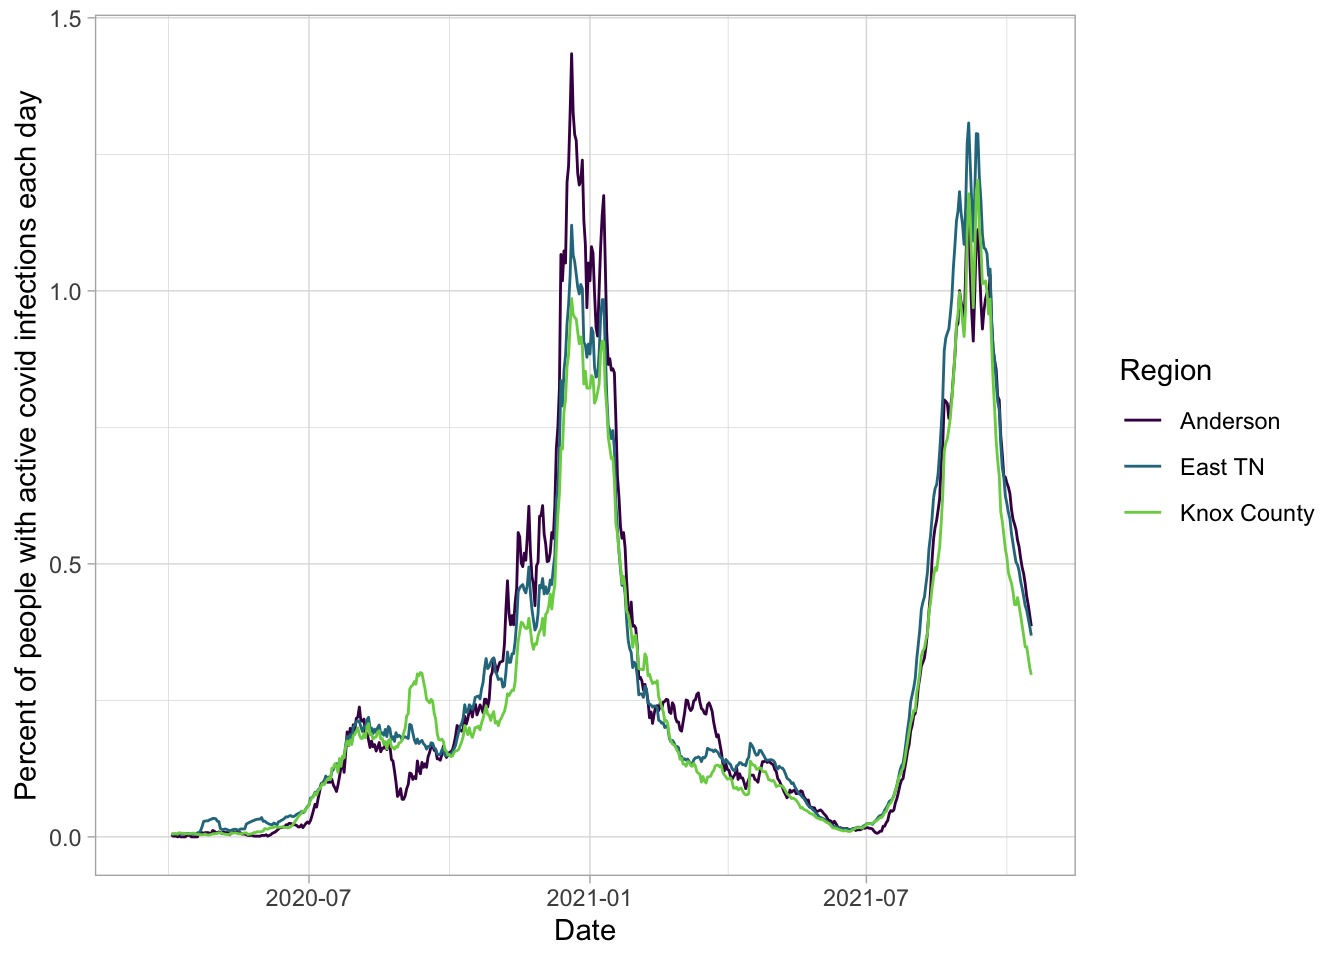 Percent of people with active covid infections each day
1.5
1.0
0.5
0.0
2020-07
2021-01
2021-07
Date
Region
Anderson
East TN
Knox County